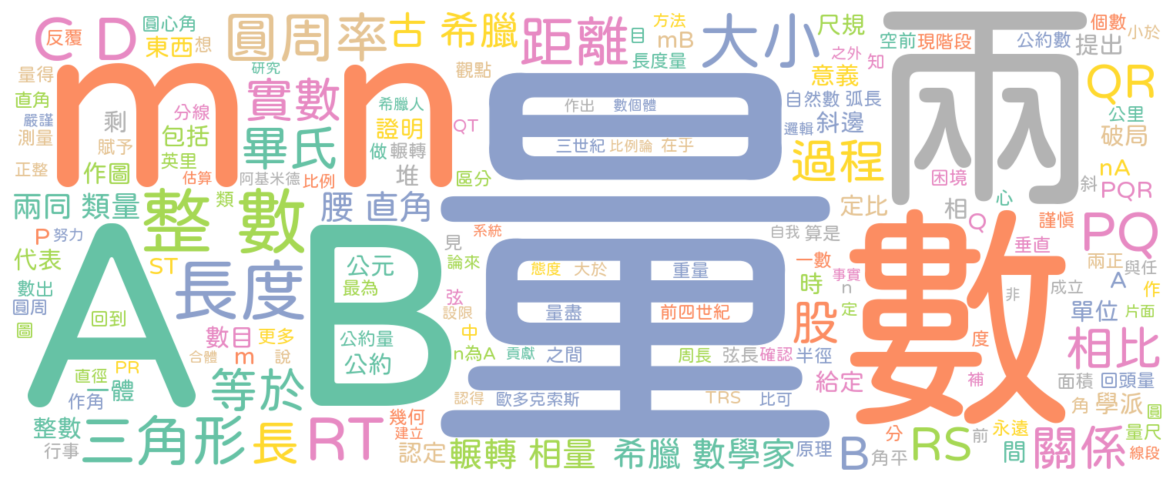 反覆 圓心角 東西 想 圓周 率 古 希臘 距離 方法 目 mB 長度量 大小 尺規 之外 知 空前 現階段 公約數 個數 小於 提出
C D
量得 直角 嚴謹 測量 正整 剩 賦予 分線 包括 英里 作圖 估算 研究 實數 畢氏 阿基米德 比例 希臘人 證明 做 輾轉 堆 觀點 QT 區分 意義 自然數 弧長 邏輯 斜邊 過程 QR 公里 破局 nA 斜 PQR
m n 量 兩
作出 數個體 三世紀 比例論 在乎 困境
兩同 類量 類 整 數 腰 直角 定比 相 心 Q 謹慎 PQ
P 努力 代表 ST 數出 圓周 圖 長度 回到 公元 最為 公約量 公約 見 系統 論來 弦 設限 中 態度 大於 重量 量盡 前四世紀 自我 算是 一數 時 事實 n 定 股 垂直 兩正 與任 A 作 非 成立 單位 片面
A B 數
數目 更多 m 合體 說 PR 直徑 一體 作角 等於 n為A 貢獻 之間 周長 弦長 確認 半徑 給定 度 補 相比 面積 回頭量
整數 行事 三角形 長 RT 幾何 建立 認定 認得 歐多克索斯 TRS 比可 角 學派 圓 量尺 線段
輾轉 相量 希臘 數學家 原理 B 分 角平 RS 前 永遠 間 關係